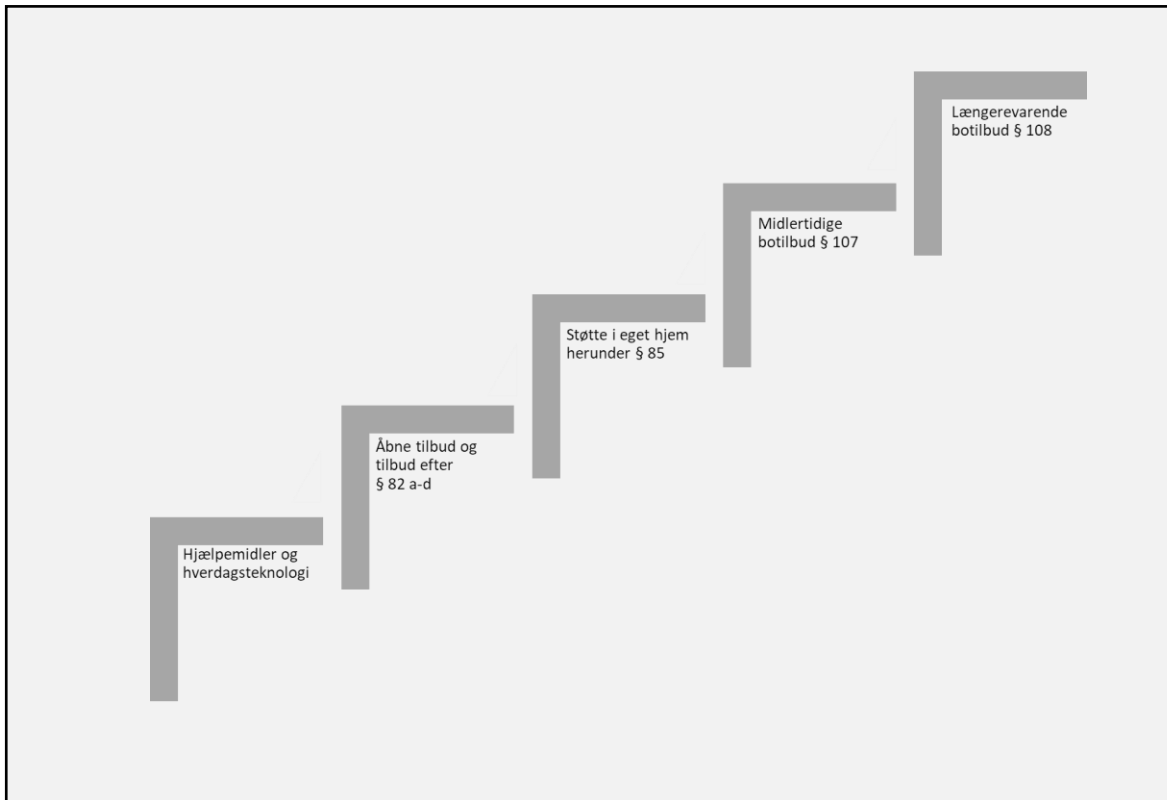 Længerevarende
botilbud § 108
Midlertidige
botilbud § 107
Støtte i eget hjem
herunder § 85
Åbne tilbud og
tilbud efter
§ 82 a-d
Hjælpemidler og
hverdagsteknologi